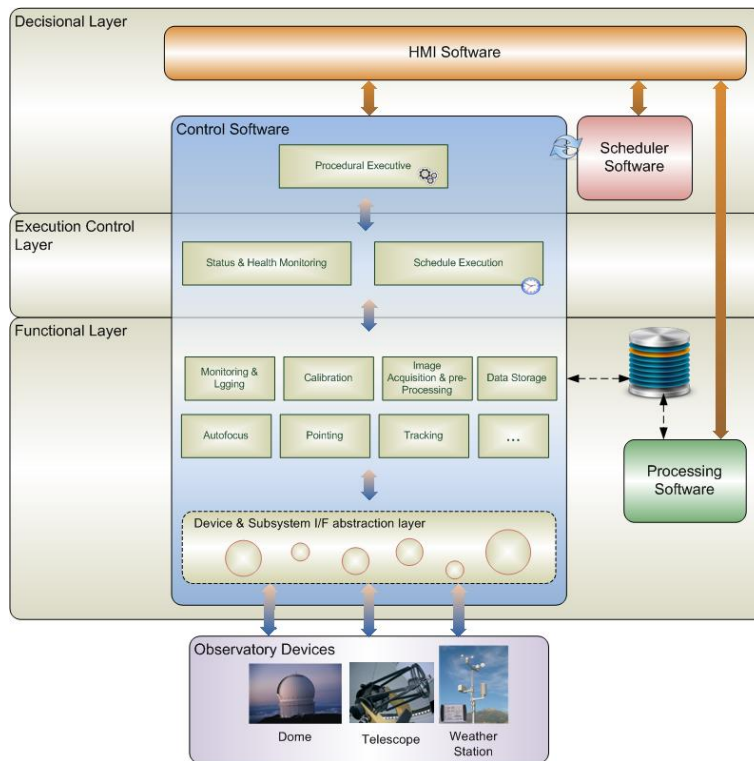 Decisional Layer
HMI Software
Control Software
Procedural Executive
Scheduler
Software
Execution Control
Layer
Status & Health Monitoring
Schedule Execution
Functional Layer
Monitoring &
Lgging
Calibration
Image
Acquisition & pre-
Processing
Data Storage
Autofocus
Pointing
Tracking
...
Processing
Software
Device & Subsystem I/F abstraction layer
Observatory Devices
Dome
Telescope
Weather
Station